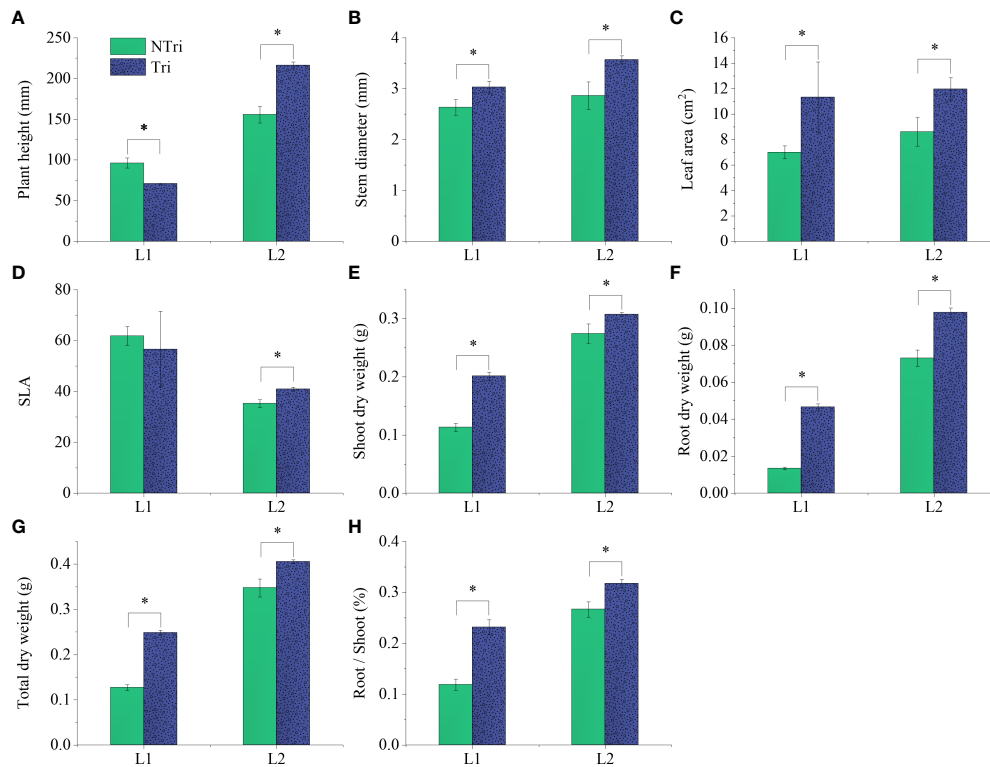 A
Plant height (mm)
250
200
150
100
50
0
NTri
Tri
*
*
L1
L2
B
Stem diameter (mm)
4
3
2
1
0
*
*
L1
L2
C
Leaf area (cm²)
16
14
12
10
8
6
4
2
0
*
*
L1
L2
D
SLA
80
60
40
20
0
*
L1
L2
E
Shoot dry weight (g)
0.3
0.2
0.1
0.0
*
*
L1
L2
F
Root dry weight (g)
0.10
0.08
0.06
0.04
0.02
0.00
*
*
L1
L2
G
Total dry weight (g)
0.4
0.3
0.2
0.1
0.0
*
*
L1
L2
H
Root / Shoot (%)
0.4
0.3
0.2
0.1
0.0
*
*
L1
L2